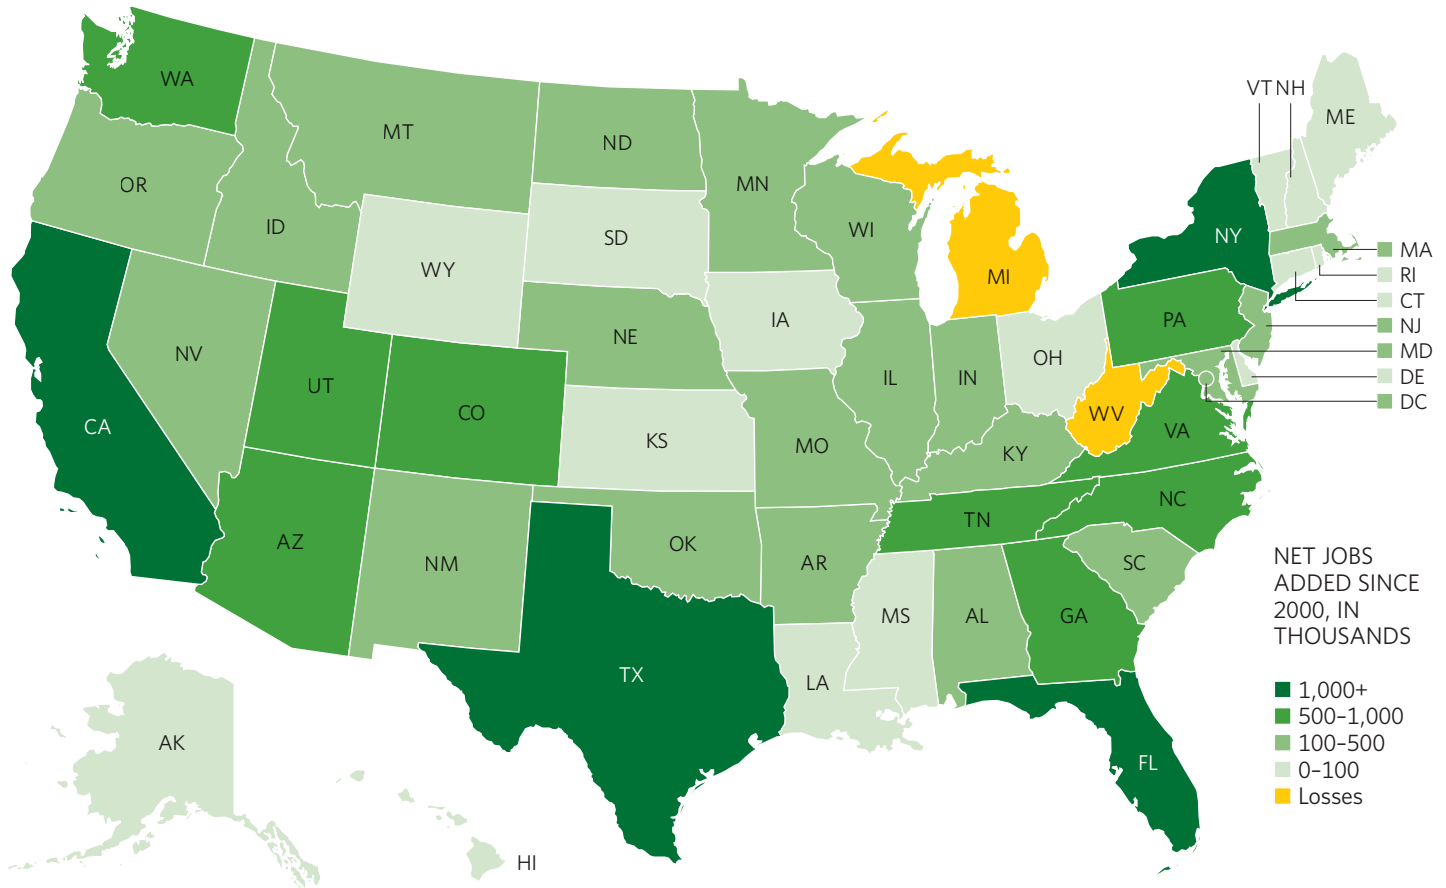 WA
VT NH
ME
MT
ND
OR
MN
ID
WI
NY
SD
MA
WY
MI
RI
CT
IA
PA
NJ
NE
NV
OH
MD
IL
IN
DE
UT
DC
CO
WV
CA
VA
KS
MO
KY
NC
TN
AZ
OK
NM
AR
SC
NET JOBS
ADDED SINCE
2000, IN
THOUSANDS
MS
AL
GA
TX
LA
1,000+
500–1,000
AK
100–500
FL
0–100
Losses
HI